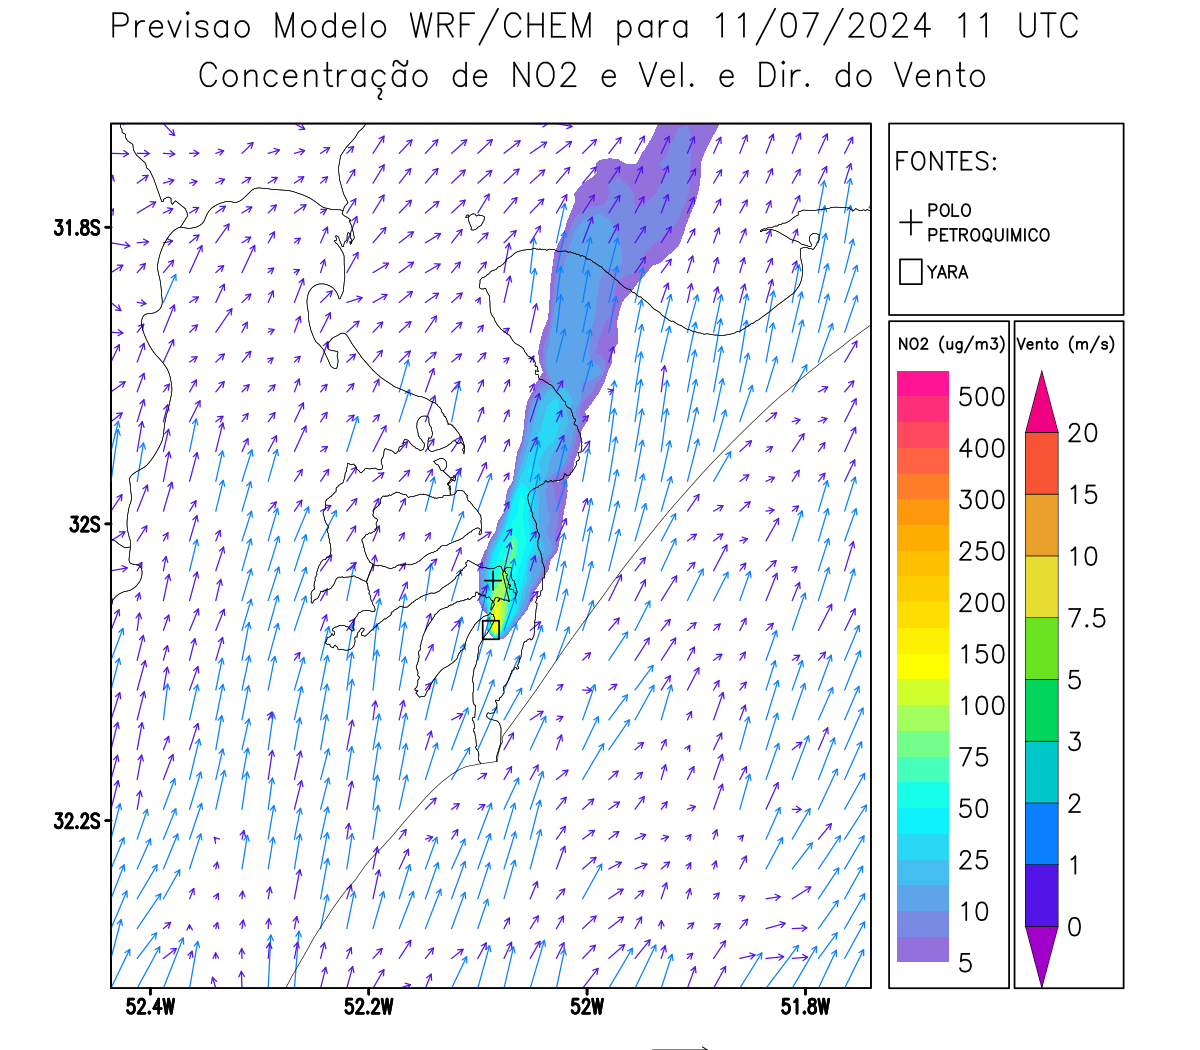 Previsao Modelo WRF/CHEM para 11/07/2024 11 UTC
Concentração de NO2 e Vel. e Dir. do Vento
FONTES:
POLO
PETROQUIMICO
YARA
31.8S
32S
32.2S
52.4W
52.2W
52W
51.8W
NO2 (ug/m3)
500
400
300
250
200
150
100
75
50
25
10
5
Vento (m/s)
20
15
10
7.5
5
3
2
1
0